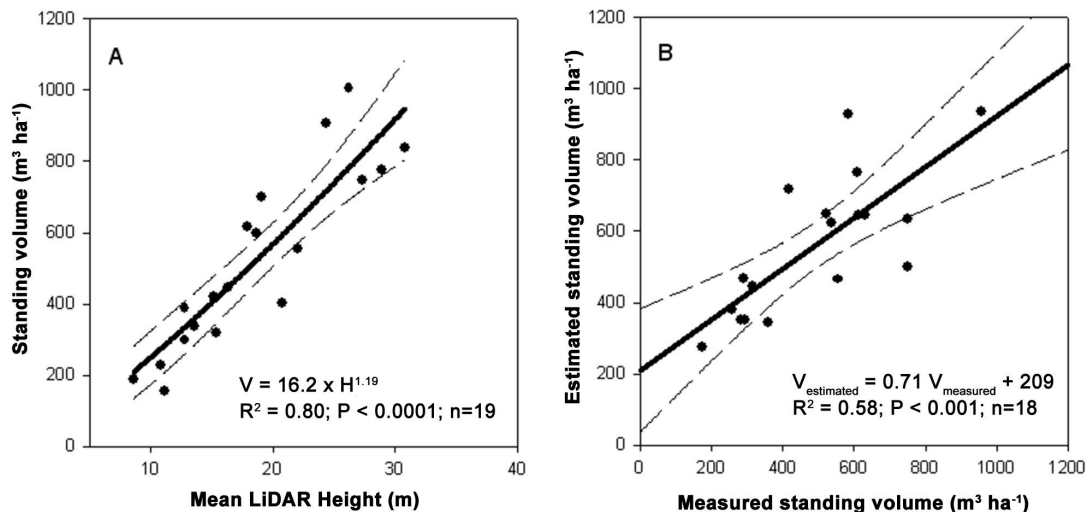 A
Standing volume (m³ ha⁻¹)
1200
1000
800
600
400
200
0
V = 16.2 x H^1.19
R² = 0.80; P < 0.0001; n=19
10 20 30 40
Mean LiDAR Height (m)
B
Estimated standing volume (m³ ha⁻¹)
1200
1000
800
600
400
200
0
V_estimated = 0.71 V_measured + 209
R² = 0.58; P < 0.001; n=18
0 200 400 600 800 1000 1200
Measured standing volume (m³ ha⁻¹)